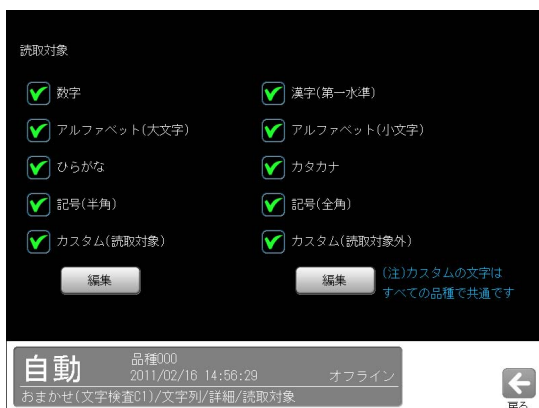 読取対象
数字
漢字(第一水準)
アルファベット(大文字)
アルファベット(小文字)
ひらがな
カタカナ
記号(半角)
記号(全角)
カスタム(読取対象)
カスタム(読取対象外)
編集
編集
(注)カスタムの文字は
すべての品種で共通です
自動
品種000
2011/02/16 14:56:29
オフライン
おまかせ(文字検査C1)/文字列/詳細/読取対象
戻る